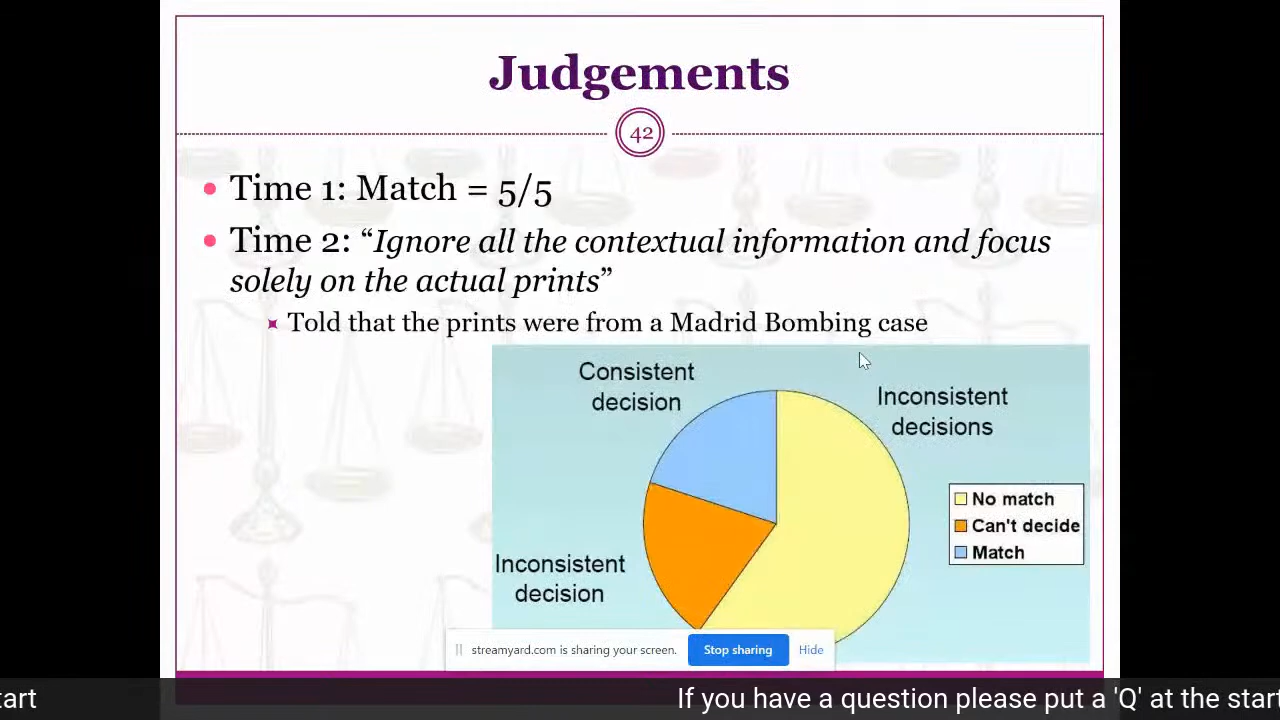 Judgements
42
Time 1: Match = 5/5
Time 2: “Ignore all the contextual information and focus
solely on the actual prints”
Told that the prints were from a Madrid Bombing case
Consistent
decision
Inconsistent
decisions
No match
Can't decide
Match
Inconsistent
decision
streamyard.com is sharing your screen.
Stop sharing
Hide
tart
If you have a question please put a 'Q' at the start